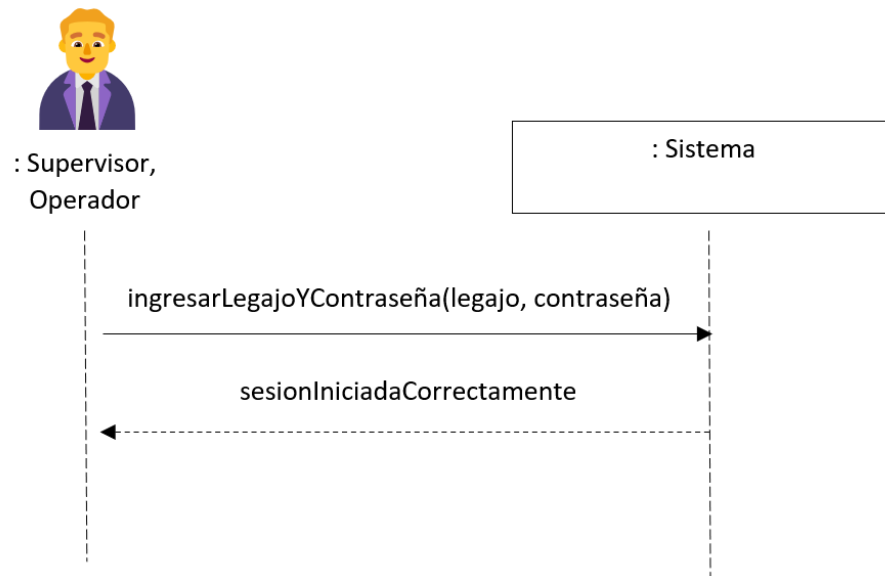 : Supervisor,
Operador
: Sistema
ingresarLegajoYContraseña(legajo, contraseña)
sesionIniciadaCorrectamente